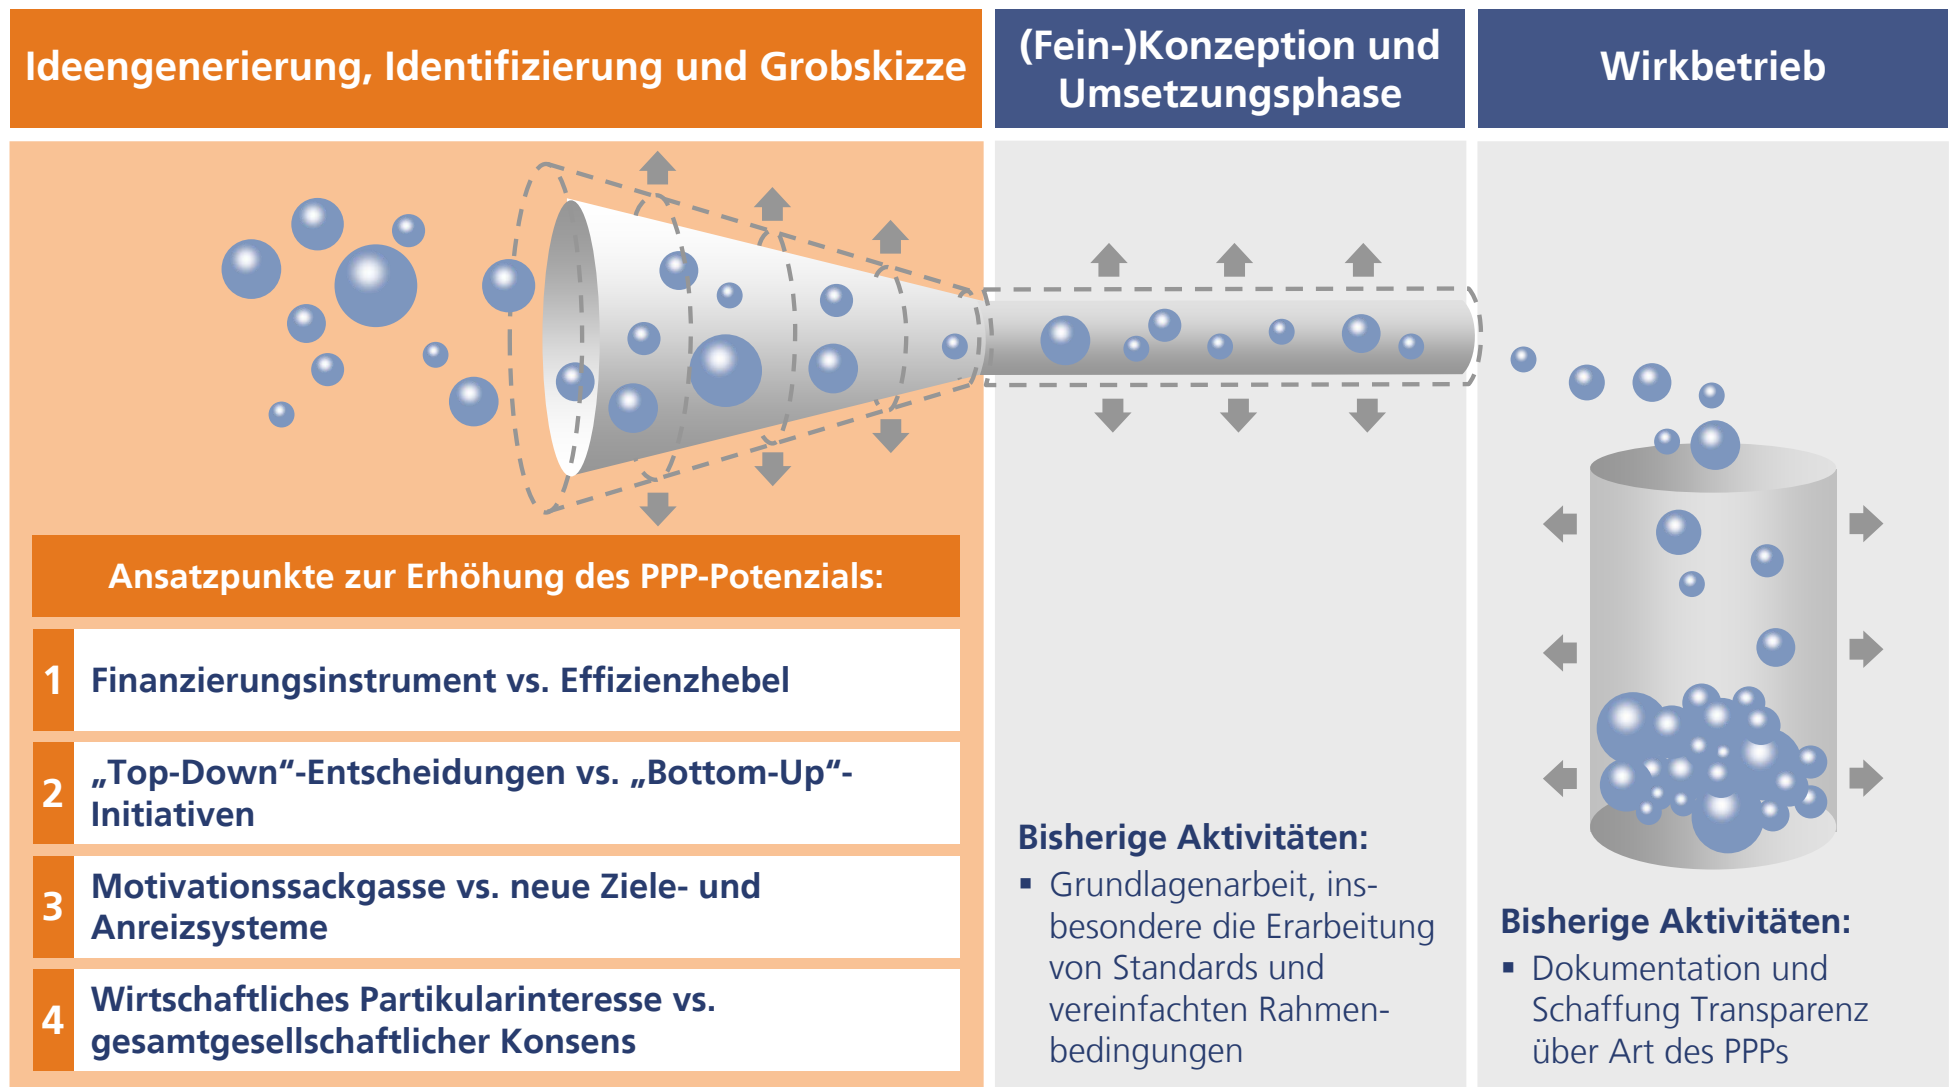 Ideengenerierung, Identifizierung und Grobskizze
(Fein-)Konzeption und
Umsetzungsphase
Wirkbetrieb
Ansatzpunkte zur Erhöhung des PPP-Potenzials:
1 Finanzierungsinstrument vs. Effizienzhebel
2 „Top-Down“-Entscheidungen vs. „Bottom-Up“-
Initiativen
3 Motivationssackgasse vs. neue Ziele- und
Anreizsysteme
4 Wirtschaftliches Partikularinteresse vs.
gesamtgesellschaftlicher Konsens
Bisherige Aktivitäten:
▪ Grundlagenarbeit, ins-
besondere die Erarbeitung
von Standards und
vereinfachten Rahmen-
bedingungen
Bisherige Aktivitäten:
▪ Dokumentation und
Schaffung Transparenz
über Art des PPPs